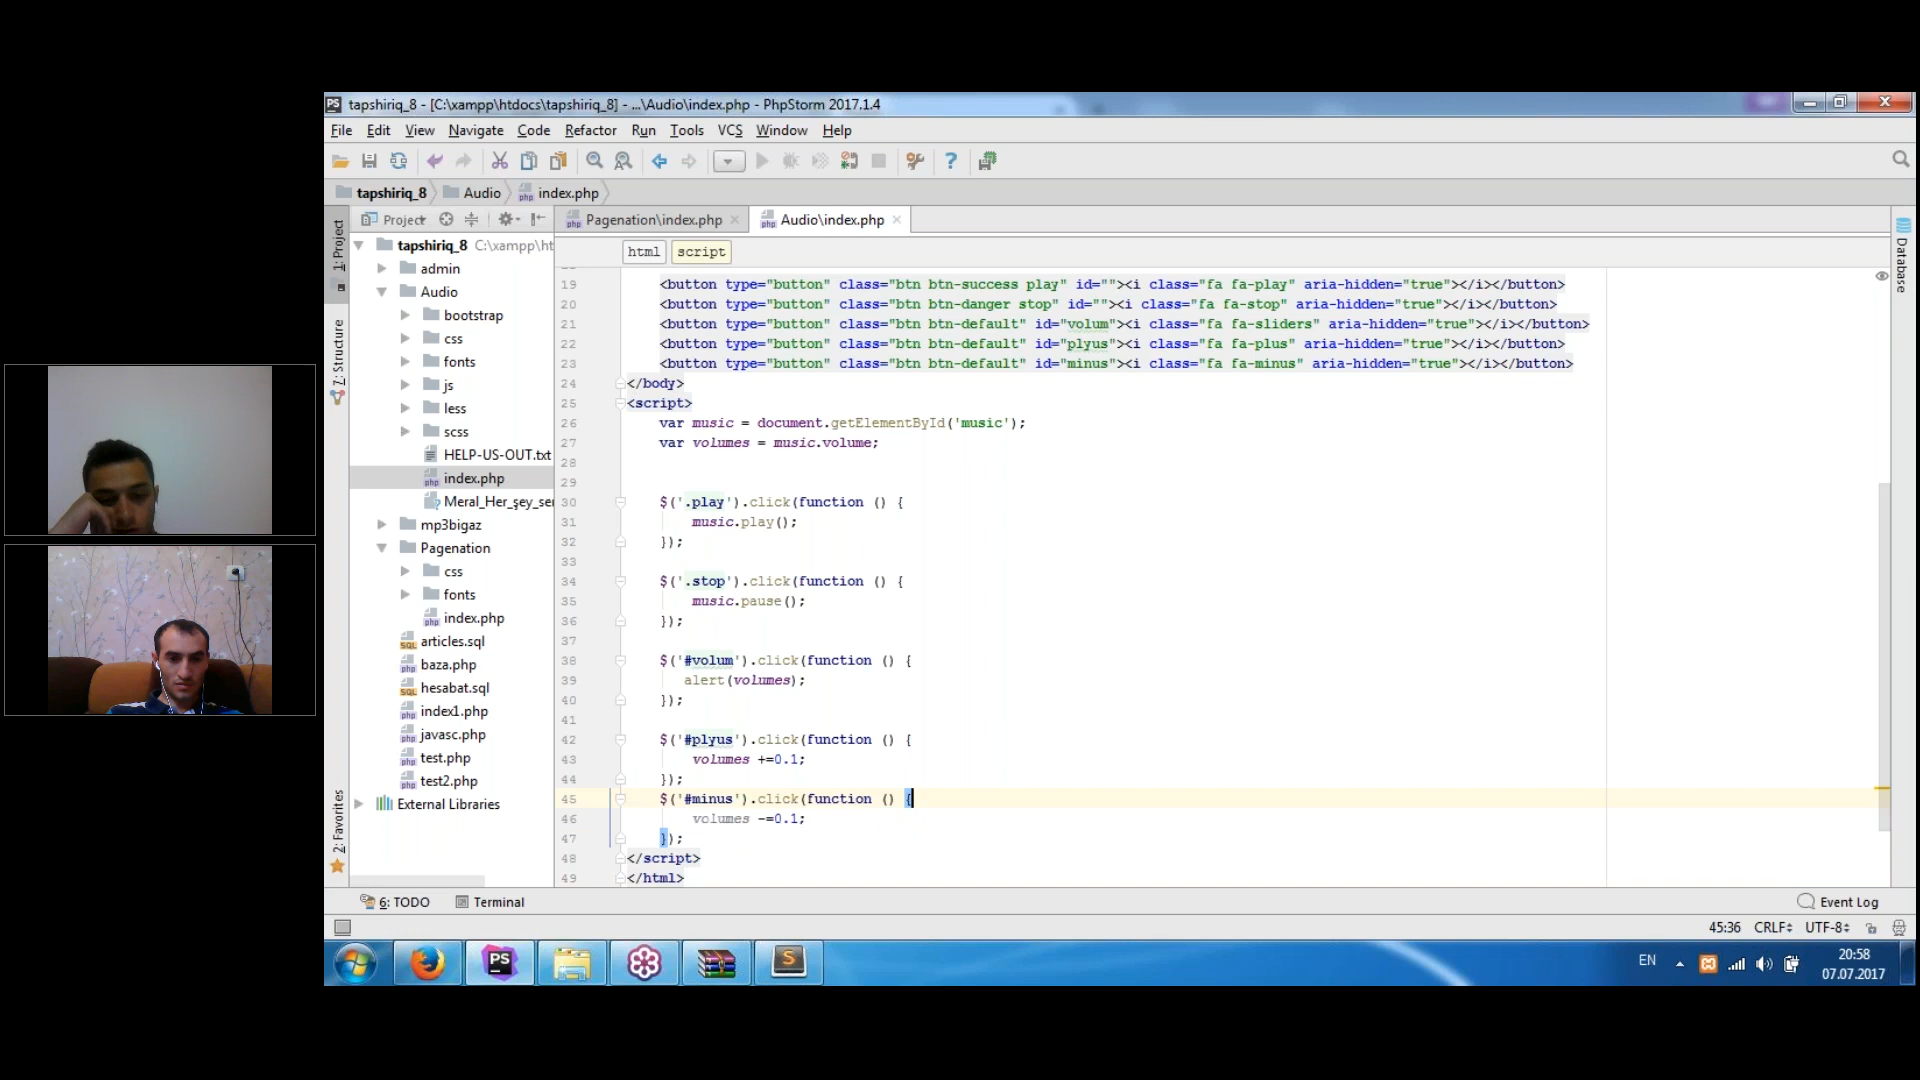 tapshiriq_8 - [C:\xampp\htdocs\tapshiriq_8] - ...\Audio\index.php - PhpStorm 2017.1.4
File Edit View Navigate Code Refactor Run Tools VCS Window Help
tapshiriq_8 Audio index.php
Project Pagenation\index.php Audio\index.php
1: Project
7: Structure
2: Favorites
Database
tapshiriq_8 C:\xampp\ht
admin
Audio
bootstrap
css
fonts
js
less
scss
HELP-US-OUT.txt
index.php
Meral_Her_şey_ser
mp3bigaz
Pagenation
css
fonts
index.php
articles.sql
baza.php
hesabat.sql
index1.php
javasc.php
test.php
test2.php
External Libraries
html script
19 <button type="button" class="btn btn-success play" id=""><i class="fa fa-play" aria-hidden="true"></i></button>
20 <button type="button" class="btn btn-danger stop" id=""><i class="fa fa-stop" aria-hidden="true"></i></button>
21 <button type="button" class="btn btn-default" id="volum"><i class="fa fa-sliders" aria-hidden="true"></i></button>
22 <button type="button" class="btn btn-default" id="plyus"><i class="fa fa-plus" aria-hidden="true"></i></button>
23 <button type="button" class="btn btn-default" id="minus"><i class="fa fa-minus" aria-hidden="true"></i></button>
24 </body>
25 <script>
26 var music = document.getElementById('music');
27 var volumes = music.volume;
28
29
30 $('.play').click(function () {
31 music.play();
32 });
33
34 $('.stop').click(function () {
35 music.pause();
36 });
37
38 $('#volum').click(function () {
39 alert(volumes);
40 });
41
42 $('#plyus').click(function () {
43 volumes +=0.1;
44 });
45 $('#minus').click(function () {
46 volumes -=0.1;
47 });
48 </script>
49 </html>
6: TODO Terminal Event Log
45:36 CRLF UTF-8
EN 20:58
07.07.2017